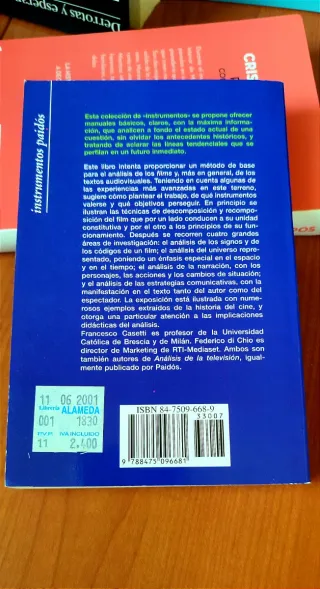 Derrotas y espera
CRIS
instrumentos paidós
Esta colección de «instrumentos» se propone ofrecer
manuales básicos, claros, con la máxima informa-
ción, que analicen a fondo el estado actual de una
cuestión, sin olvidar los antecedentes históricos, y
tratando de aclarar las líneas tendenciales que se
perfilan en un futuro inmediato.
Este libro intenta proporcionar un método de base
para el análisis de los films y, más en general, de los
textos audiovisuales. Teniendo en cuenta algunas de
las experiencias más avanzadas en este terreno,
sugiere cómo plantear el trabajo, de qué instrumentos
valerse y qué objetivos perseguir. En principio se
ilustran las técnicas de descomposición y recompo-
sición del film que por un lado conducen a su unidad
constitutiva y por el otro a los principios de su fun-
cionamiento. Después se recorren cuatro grandes
áreas de investigación: el análisis de los signos y de
los códigos de un film; el análisis del universo repre-
sentado, poniendo un énfasis especial en el espacio
y en el tiempo; el análisis de la narración, con los
personajes, las acciones y los cambios de situación;
y el análisis de las estrategias comunicativas, con la
manifestación en el texto tanto del autor como del
espectador. La exposición está ilustrada con nume-
rosos ejemplos extraídos de la historia del cine, y
otorga una particular atención a las implicaciones
didácticas del análisis.
Francesco Casetti es profesor de la Universidad
Católica de Brescia y de Milán. Federico di Chio es
director de Marketing de RTI-Mediaset. Ambos son
también autores de Análisis de la televisión, igual-
mente publicado por Paidós.
11 06 2001
Librería ALAMEDA
001 1830
P.V.P. IVA INCLUIDO
11 2.400
ISBN 84-7509-668-9
33007
9 788475 096681